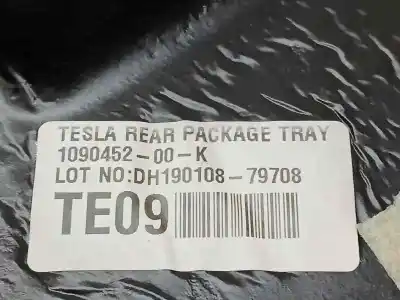 TESLA REAR PACKAGE TRAY
1090452-00-K
LOT NO:DH190108-79708
TE09